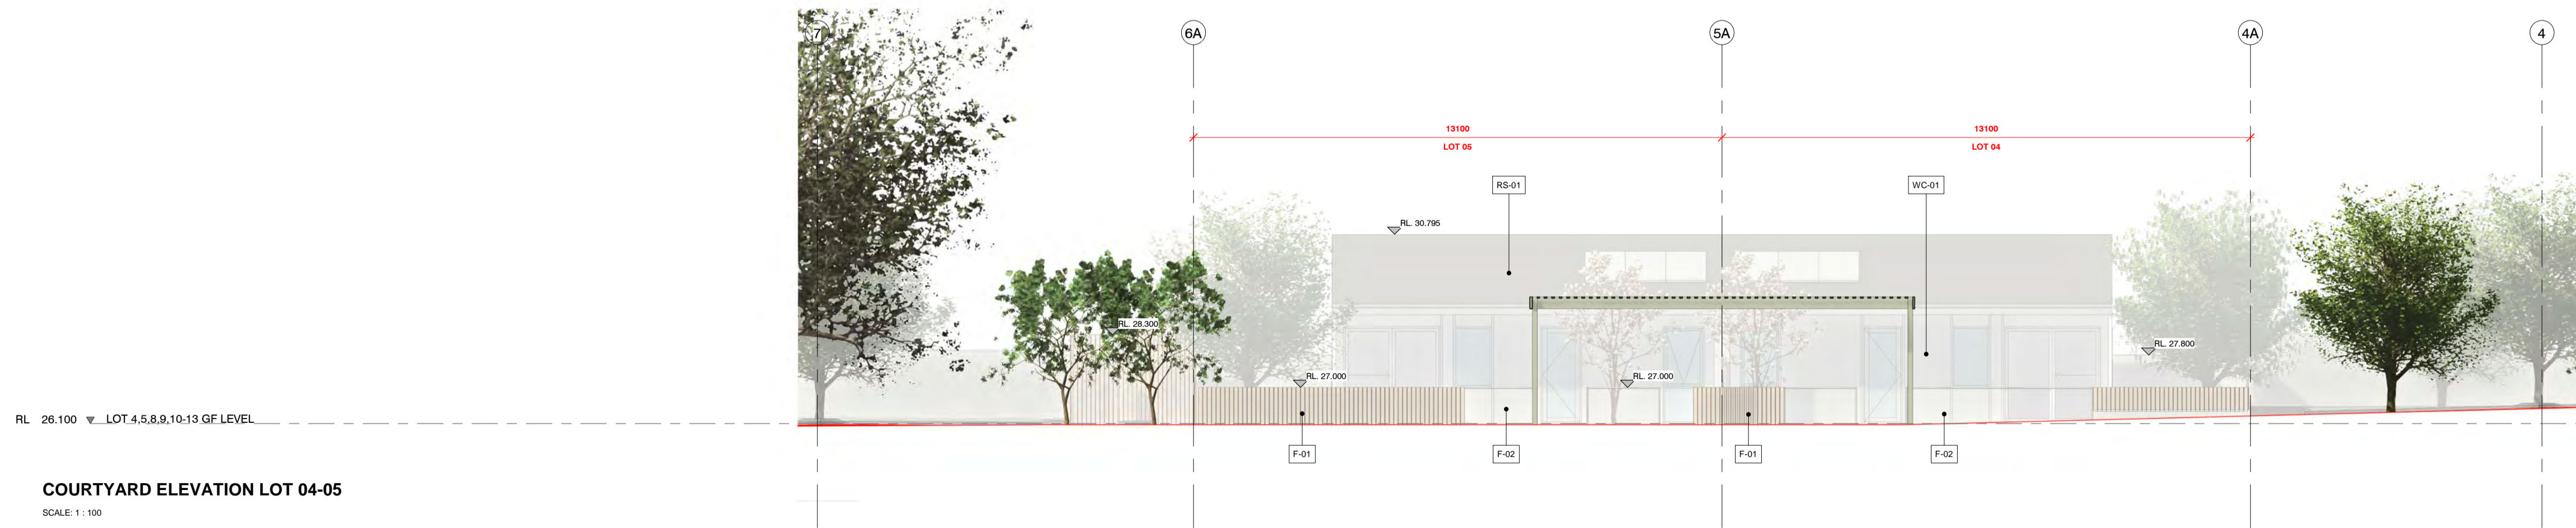 7
6A
5A
4A
4
13100
13100
LOT 05
LOT 04
RS-01
WC-01
RL. 30.795
RL. 28.300
RL. 27.800
RL. 27.000
RL. 27.000
RL 26.100 LOT 4,5,8,9,10-13 GF LEVEL
F-01
F-02
F-01
F-02
COURTYARD ELEVATION LOT 04-05
SCALE: 1 : 100